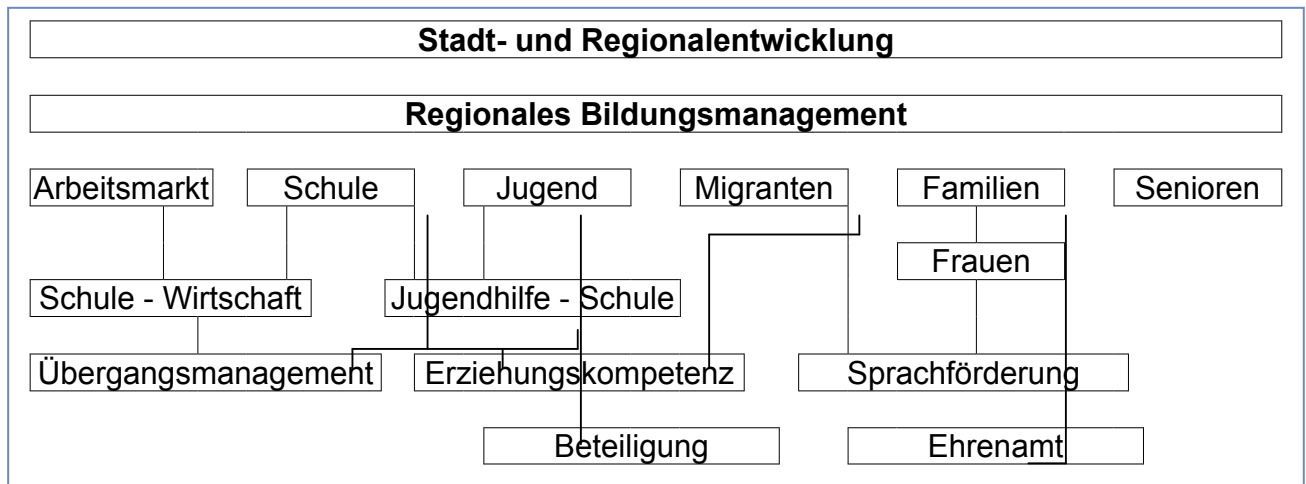 Stadt- und Regionalentwicklung
Regionales Bildungsmanagement
Arbeitsmarkt Schule Jugend Migranten Familien Senioren
Frauen
Schule - Wirtschaft Jugendhilfe - Schule
Übergangsmanagement Erziehungskompetenz Sprachförderung
Beteiligung Ehrenamt